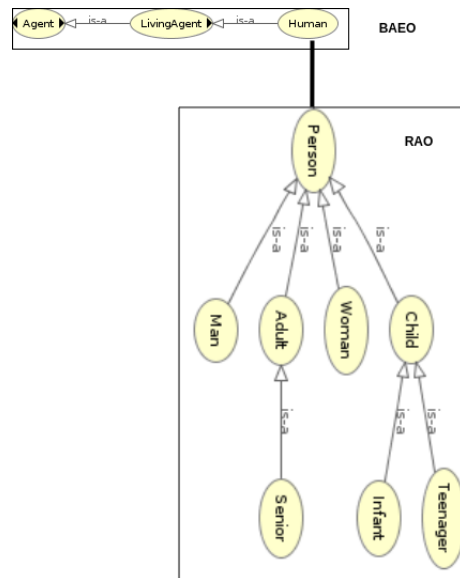 Agent
is-a
LivingAgent
is-a
Human
BAEO
RAO
Person
is-a
is-a
is-a
is-a
Man
Adult
Woman
Child
is-a
is-a
is-a
Senior
Infant
Teenager